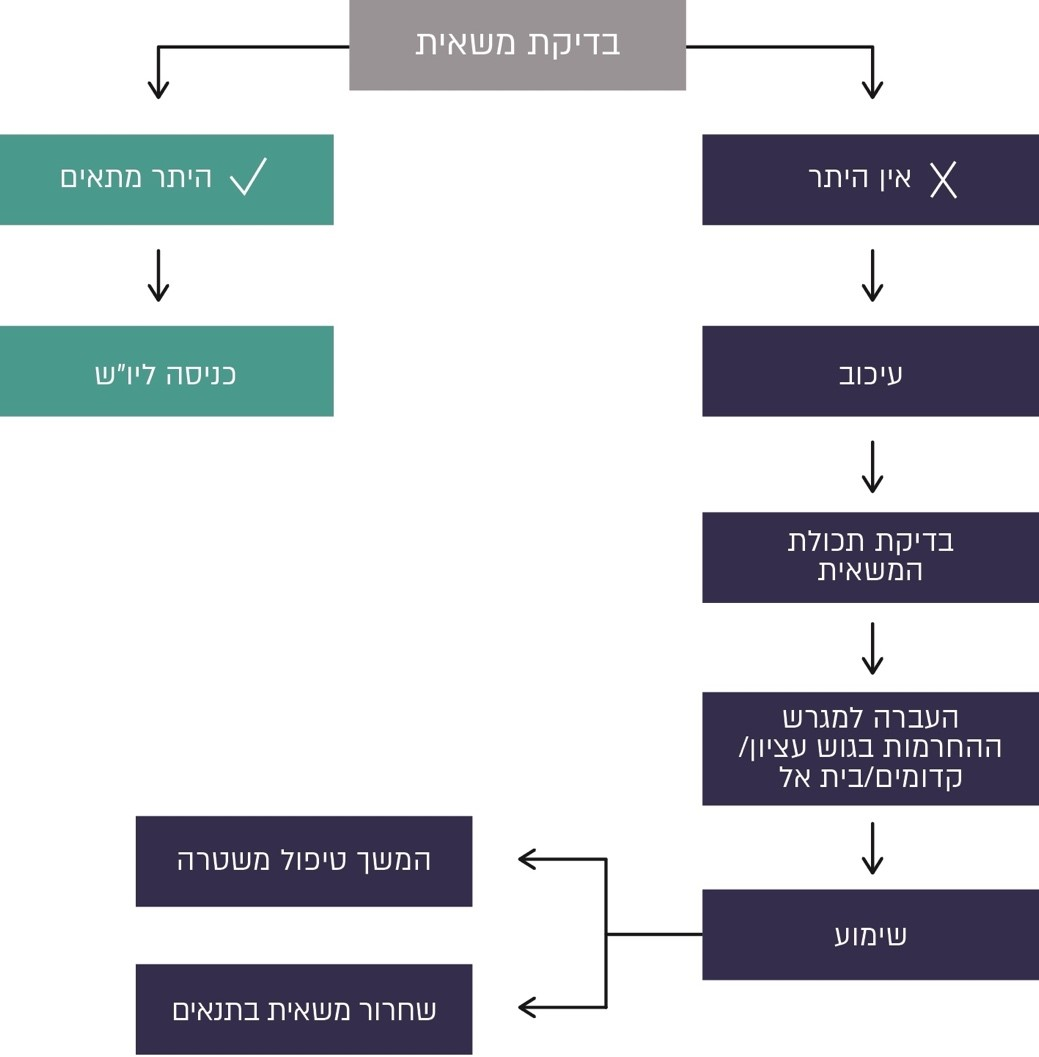 בדיקת משאית
אין היתר
היתר מתאים
עיכוב
כניסה ליו"ש
בדיקת תכולת
המשאית
העברה למגרש
ההחרמות בגוש עציון/
קדומים/בית אל
שימוע
המשך טיפול משטרה
שחרור משאית בתנאים